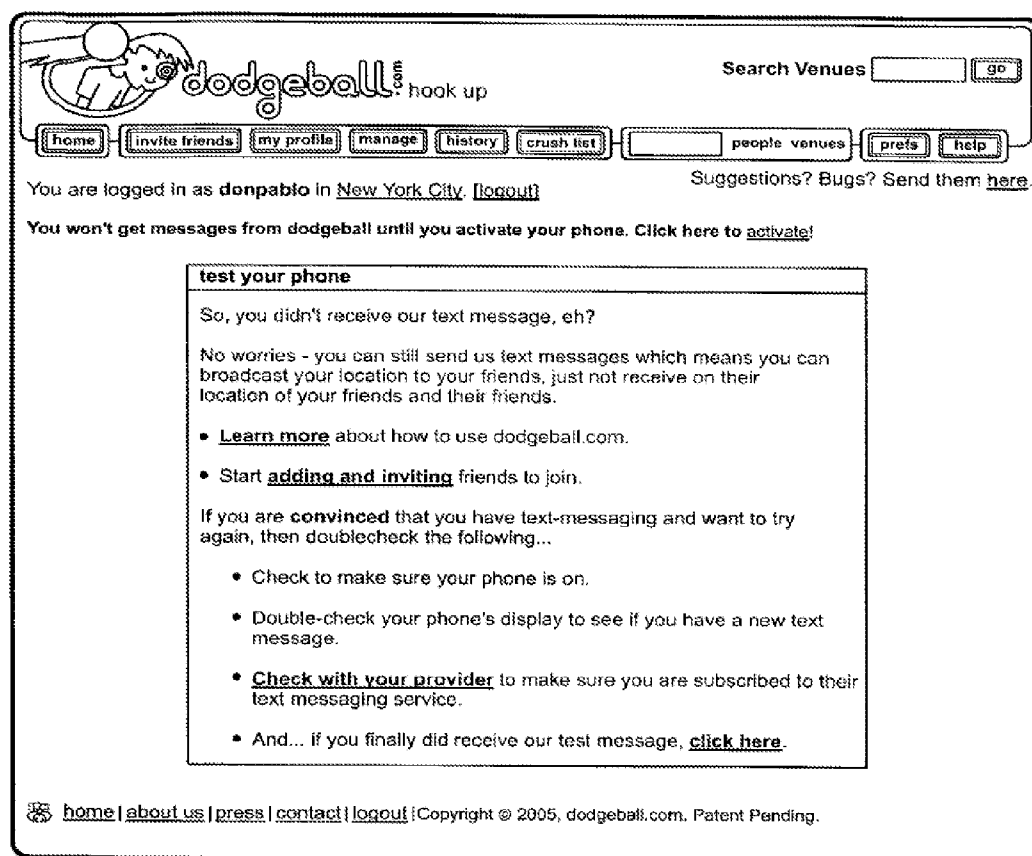 dodgeball.com hook up
Search Venues go
home invite friends my profile manage history crush list people venues prefs help
You are logged in as donpablo in New York City. [logout]
Suggestions? Bugs? Send them here.
You won't get messages from dodgeball until you activate your phone. Click here to activate!
test your phone
So, you didn't receive our text message, eh?
No worries - you can still send us text messages which means you can
broadcast your location to your friends, just not receive on their
location of your friends and their friends.
• Learn more about how to use dodgeball.com.
• Start adding and inviting friends to join.
If you are convinced that you have text-messaging and want to try
again, then doublecheck the following...
• Check to make sure your phone is on.
• Double-check your phone's display to see if you have a new text
message.
• Check with your provider to make sure you are subscribed to their
text messaging service.
• And... if you finally did receive our test message, click here.
home | about us | press | contact | logout | Copyright © 2005, dodgeball.com. Patent Pending.